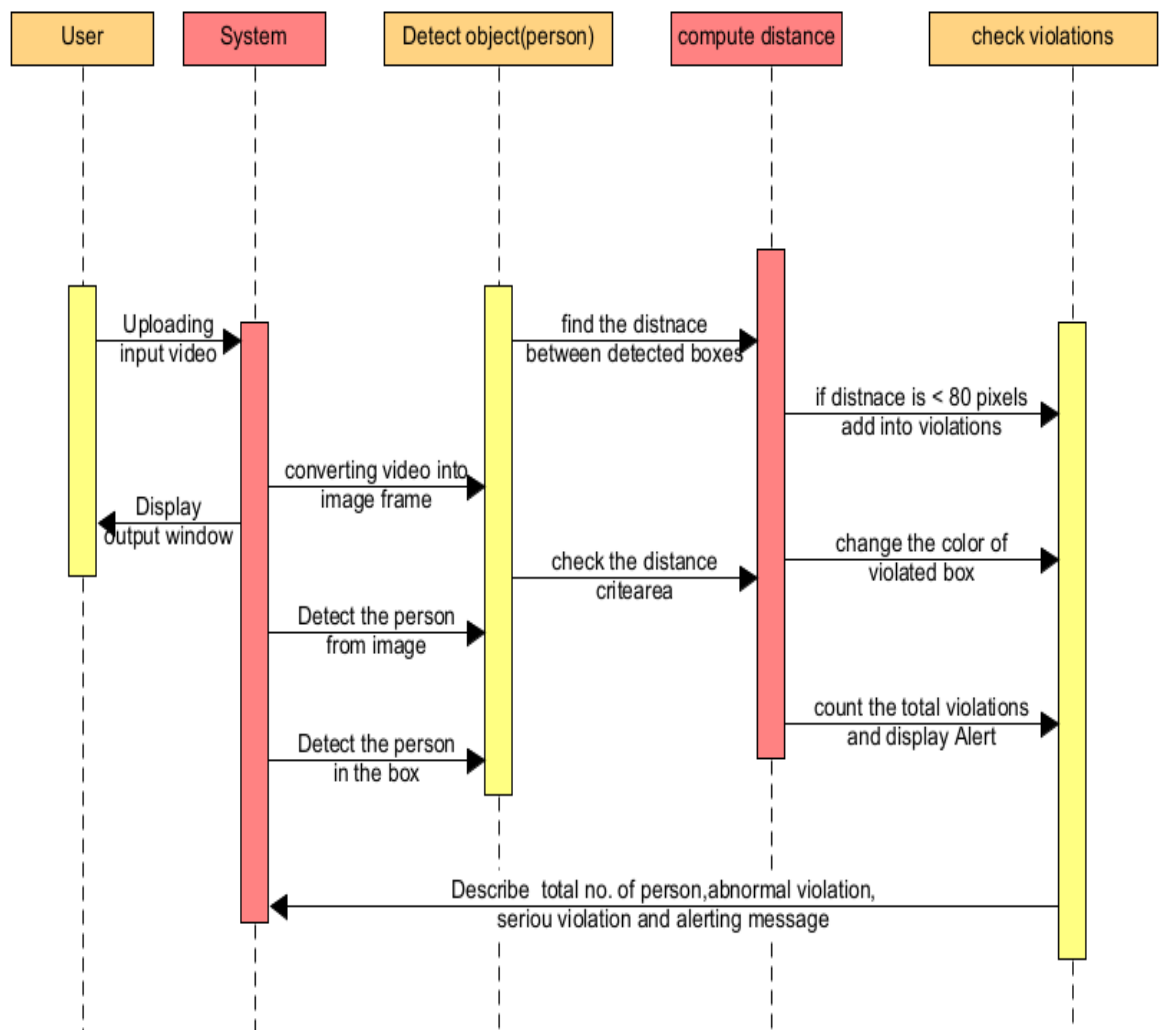 User
System
Detect object(person)
compute distance
check violations
Uploading
input video
find the distnace
between detected boxes
if distnace is < 80 pixels
add into violations
converting video into
image frame
Display
output window
check the distance
critearea
change the color of
violated box
Detect the person
from image
count the total violations
and display Alert
Detect the person
in the box
Describe total no. of person,abnormal violation,
seriou violation and alerting message